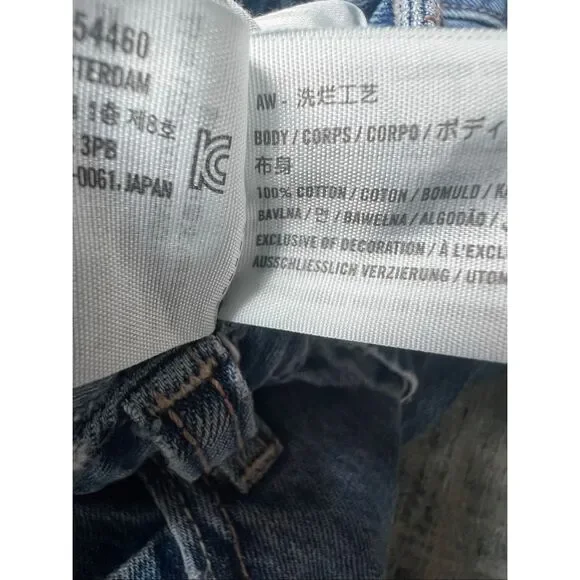 54460
TERDAM
1층 제8호
3PB
-0061, JAPAN
AW - 洗烂工艺
BODY / CORPS / CORPO / ボディ
布身
100% COTTON / COTON / BOMULD /
BAVLNA / 면 / BAWEŁNA / ALGODÃO /
EXCLUSIVE OF DECORATION / À L'EXCL
AUSSCHLIESSLICH VERZIERUNG / UTOM